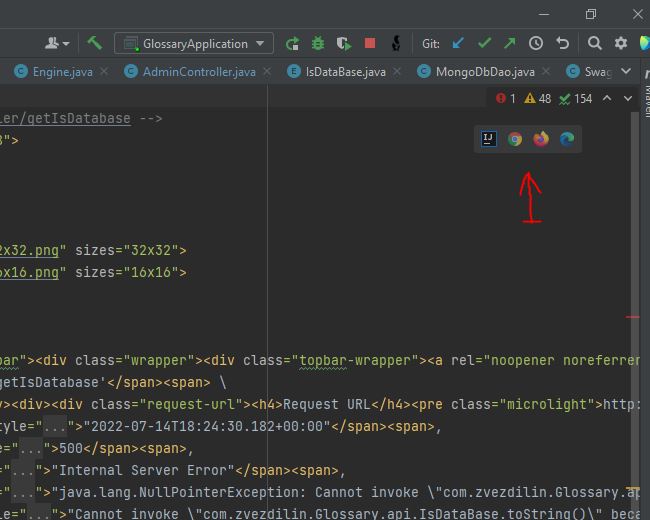 GlossaryApplication Git:
Engine.java AdminController.java IsDataBase.java MongoDbDao.java Swag
Maven
1 48 154
ler/getIsDatabase -->
">
IJ
2x32.png" sizes="32x32">
6x16.png" sizes="16x16">
bar"><div class="wrapper"><div class="topbar-wrapper"><a rel="noopener noreferrer
getIsDatabase'</span><span> \
v><div><div class="request-url"><h4>Request URL</h4><pre class="microlight">http:
tyle="...">"2022-07-14T18:24:30.182+00:00"</span><span>,
e="...">500</span><span>,
="...">"Internal Server Error"</span><span>,
="...">"java.lang.NullPointerException: Cannot invoke \"com.zvezdilin.Glossary.ap
le="...">"Cannot invoke \"com.zvezdilin.Glossary.api.IsDataBase.toString()\" beca